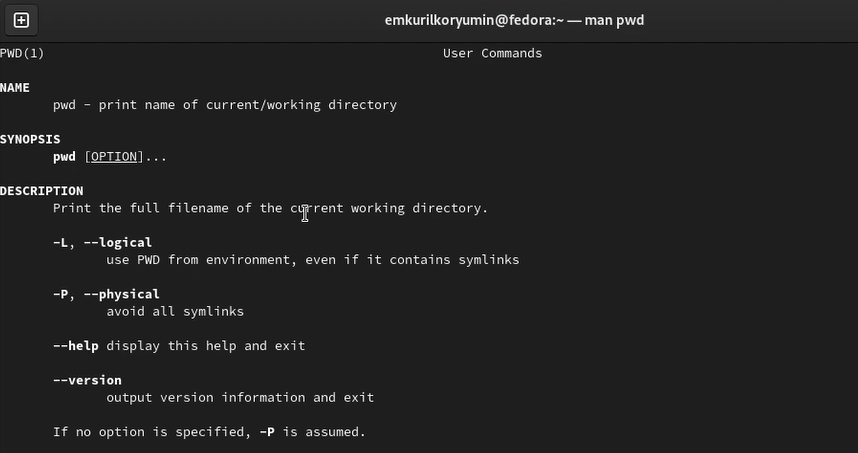 emkurilkoryumin@fedora:~ — man pwd
PWD(1) User Commands
NAME
pwd - print name of current/working directory
SYNOPSIS
pwd [OPTION]...
DESCRIPTION
Print the full filename of the current working directory.
-L, --logical
use PWD from environment, even if it contains symlinks
-P, --physical
avoid all symlinks
--help display this help and exit
--version
output version information and exit
If no option is specified, -P is assumed.